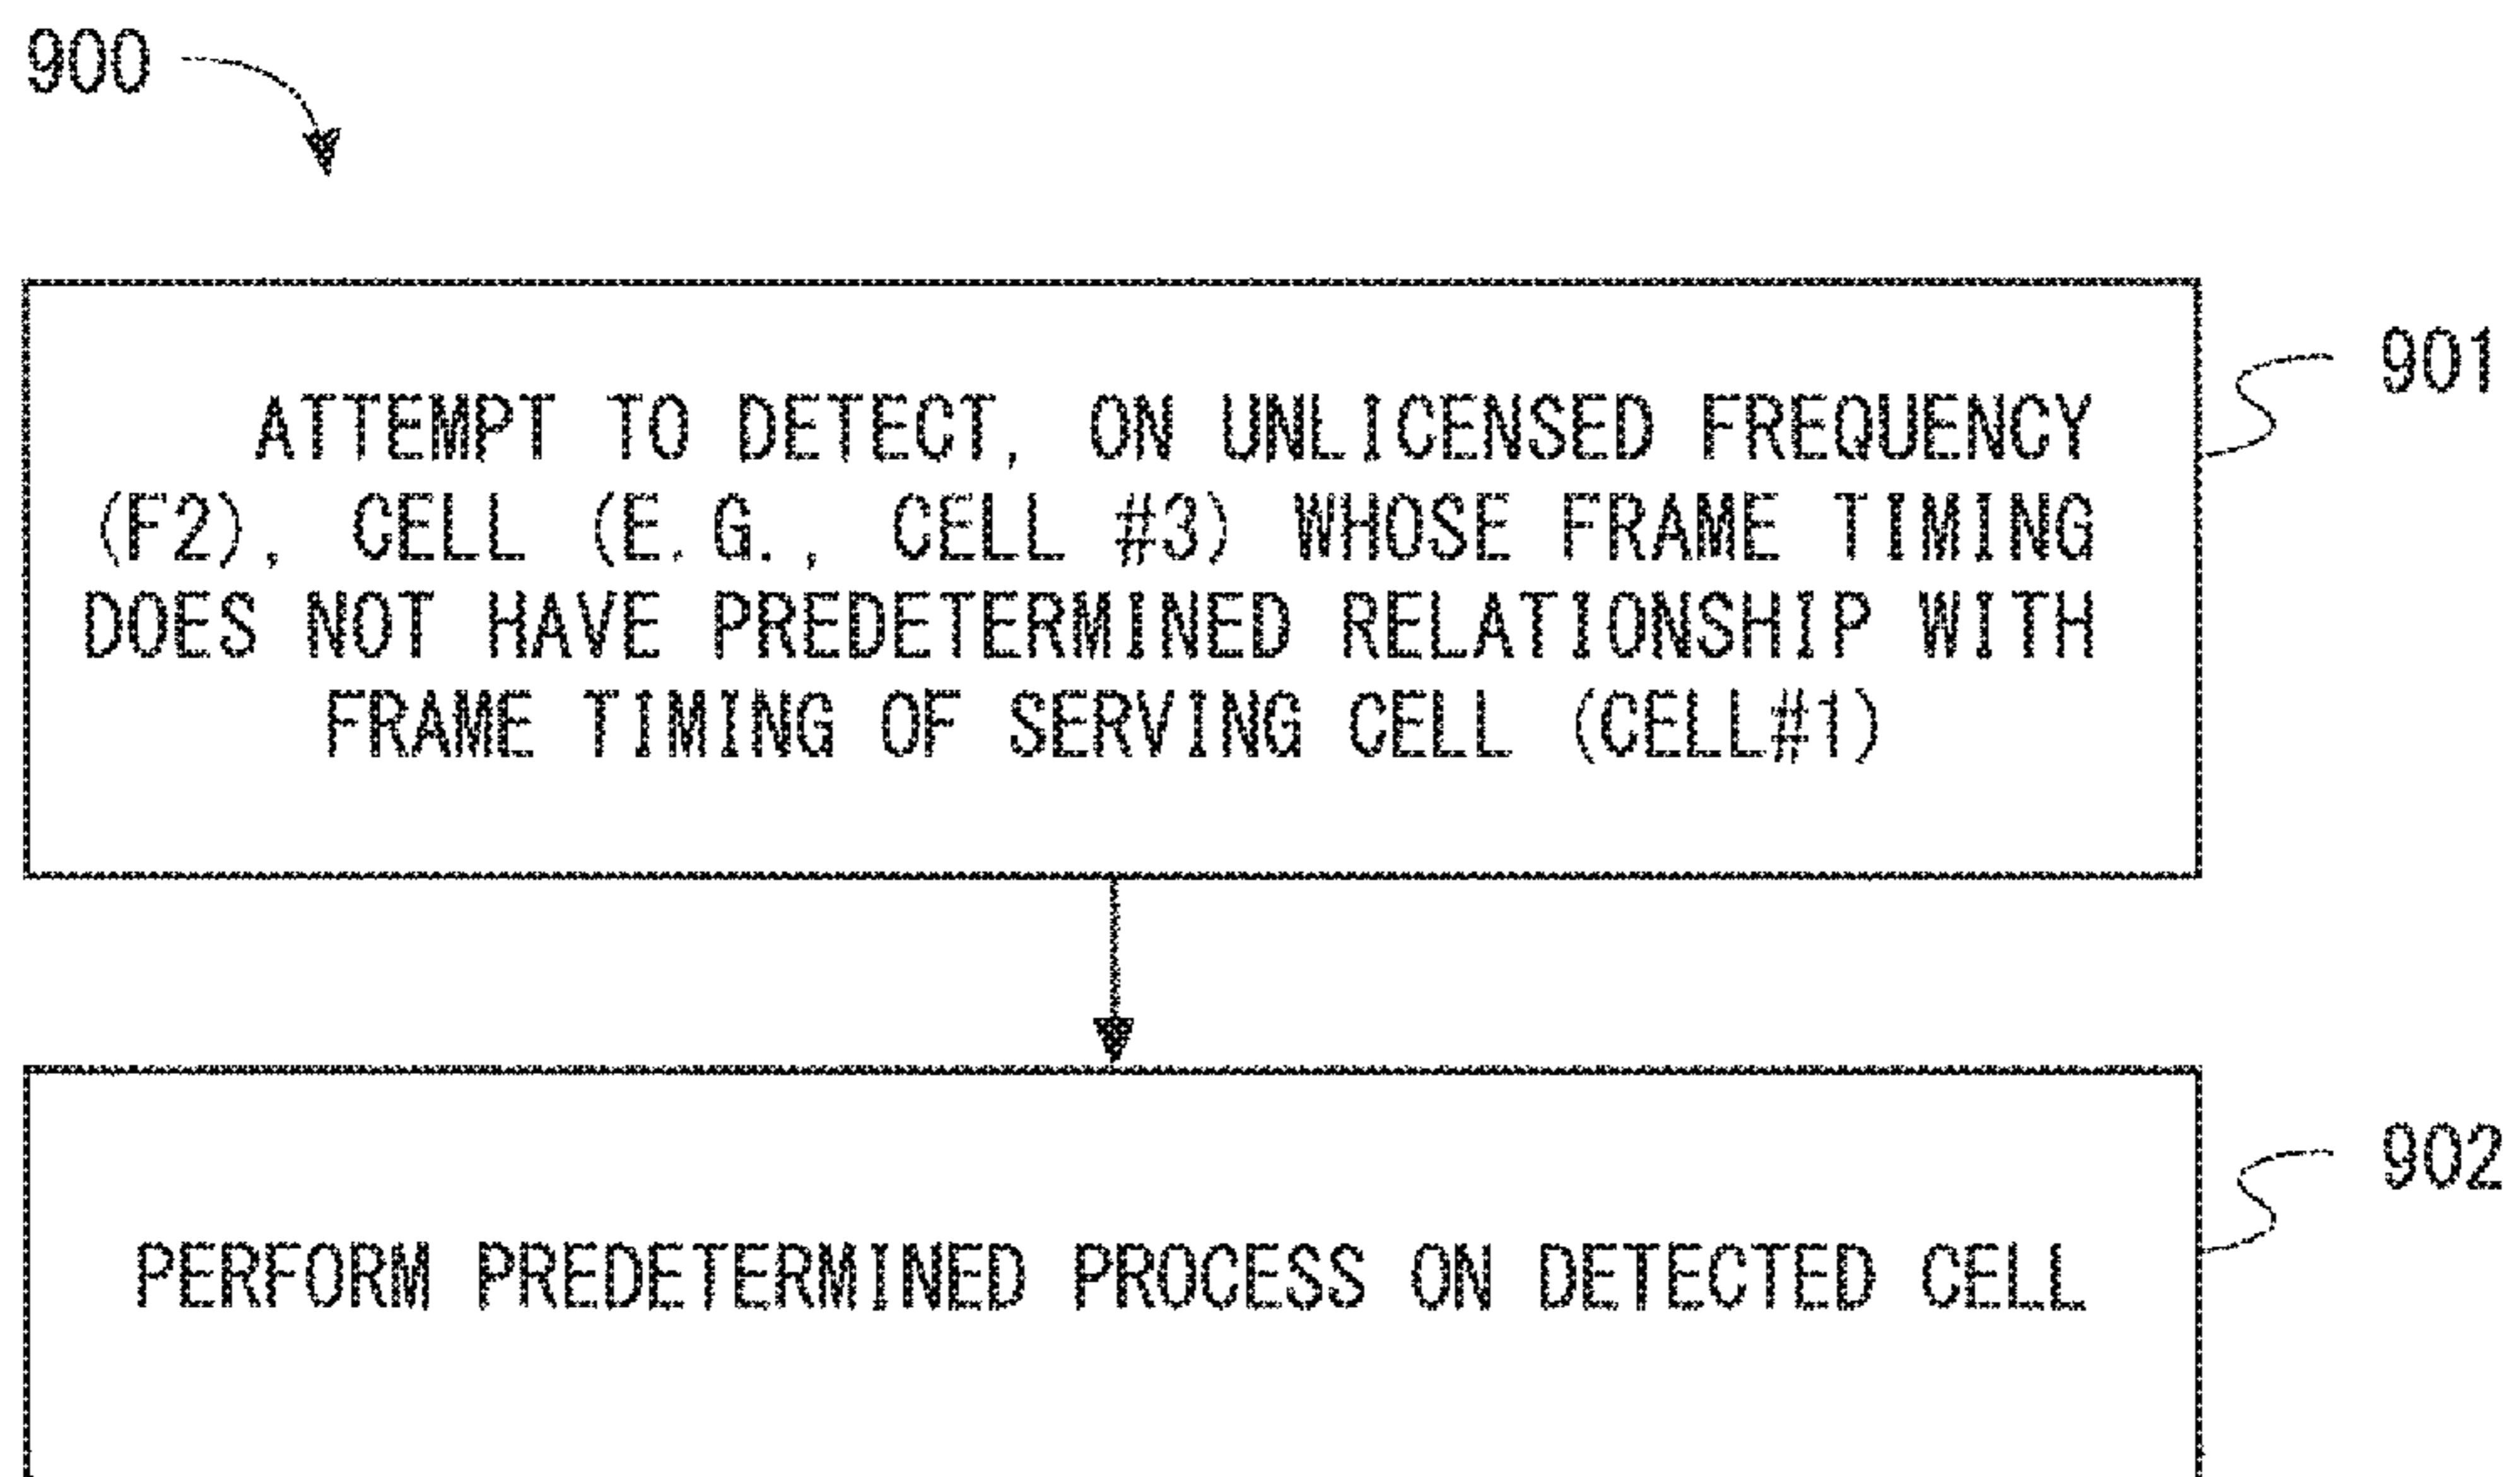 900
901
ATTEMPT TO DETECT, ON UNLICENSED FREQUENCY
(F2), CELL (E.G., CELL #3) WHOSE FRAME TIMING
DOES NOT HAVE PREDETERMINED RELATIONSHIP WITH
FRAME TIMING OF SERVING CELL (CELL#1)
902
PERFORM PREDETERMINED PROCESS ON DETECTED CELL